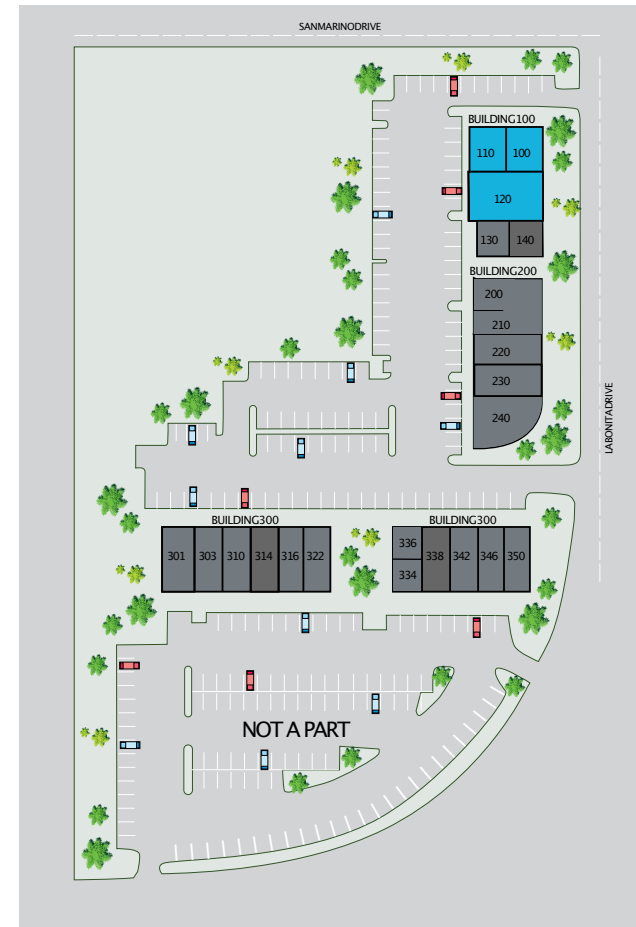 SANMARINODRIVE
BUILDING100
110 100
120
130 140
BUILDING200
200
210
220
230
240
LABONITADRIVE
BUILDING300 BUILDING300
301 303 310 314 316 322
336
334
338 342 346 350
NOT A PART